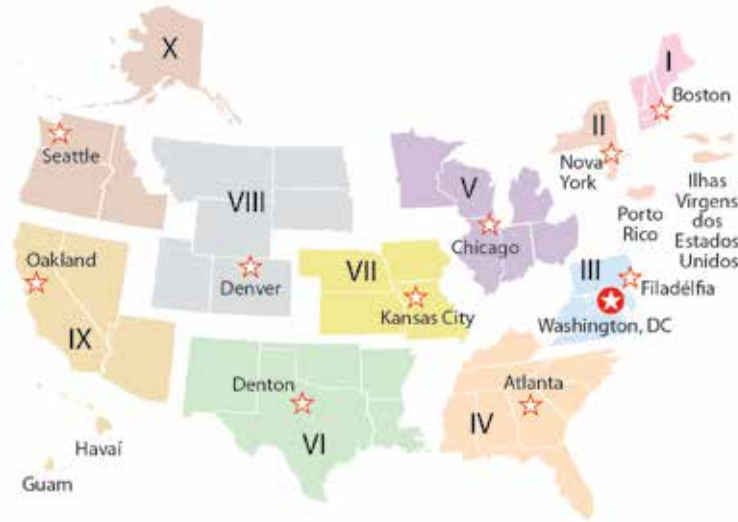 X
I
Boston
II
Nova
York
Seattle
V
VIII
Ilhas
Virgens
dos
Estados
Unidos
Porto
Rico
Chicago
Oakland
VII
III
Denver
Filadélfia
Kansas City
Washington, DC
IX
Denton
Atlanta
VI
IV
Havaí
Guam